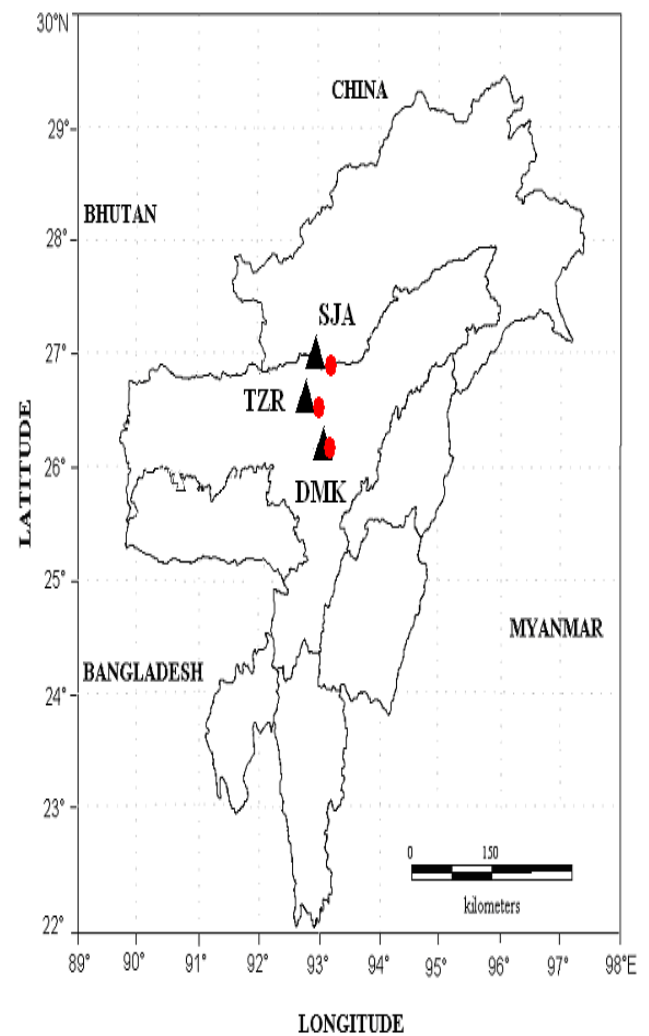 30°N
CHINA
29°
BHUTAN
28°
SJA
27°
TZR
26°
DMK
LATITUDE
25°
MYANMAR
BANGLADESH
24°
23°
0 150
kilometers
22°
89° 90° 91° 92° 93° 94° 95° 96° 97° 98°E
LONGITUDE